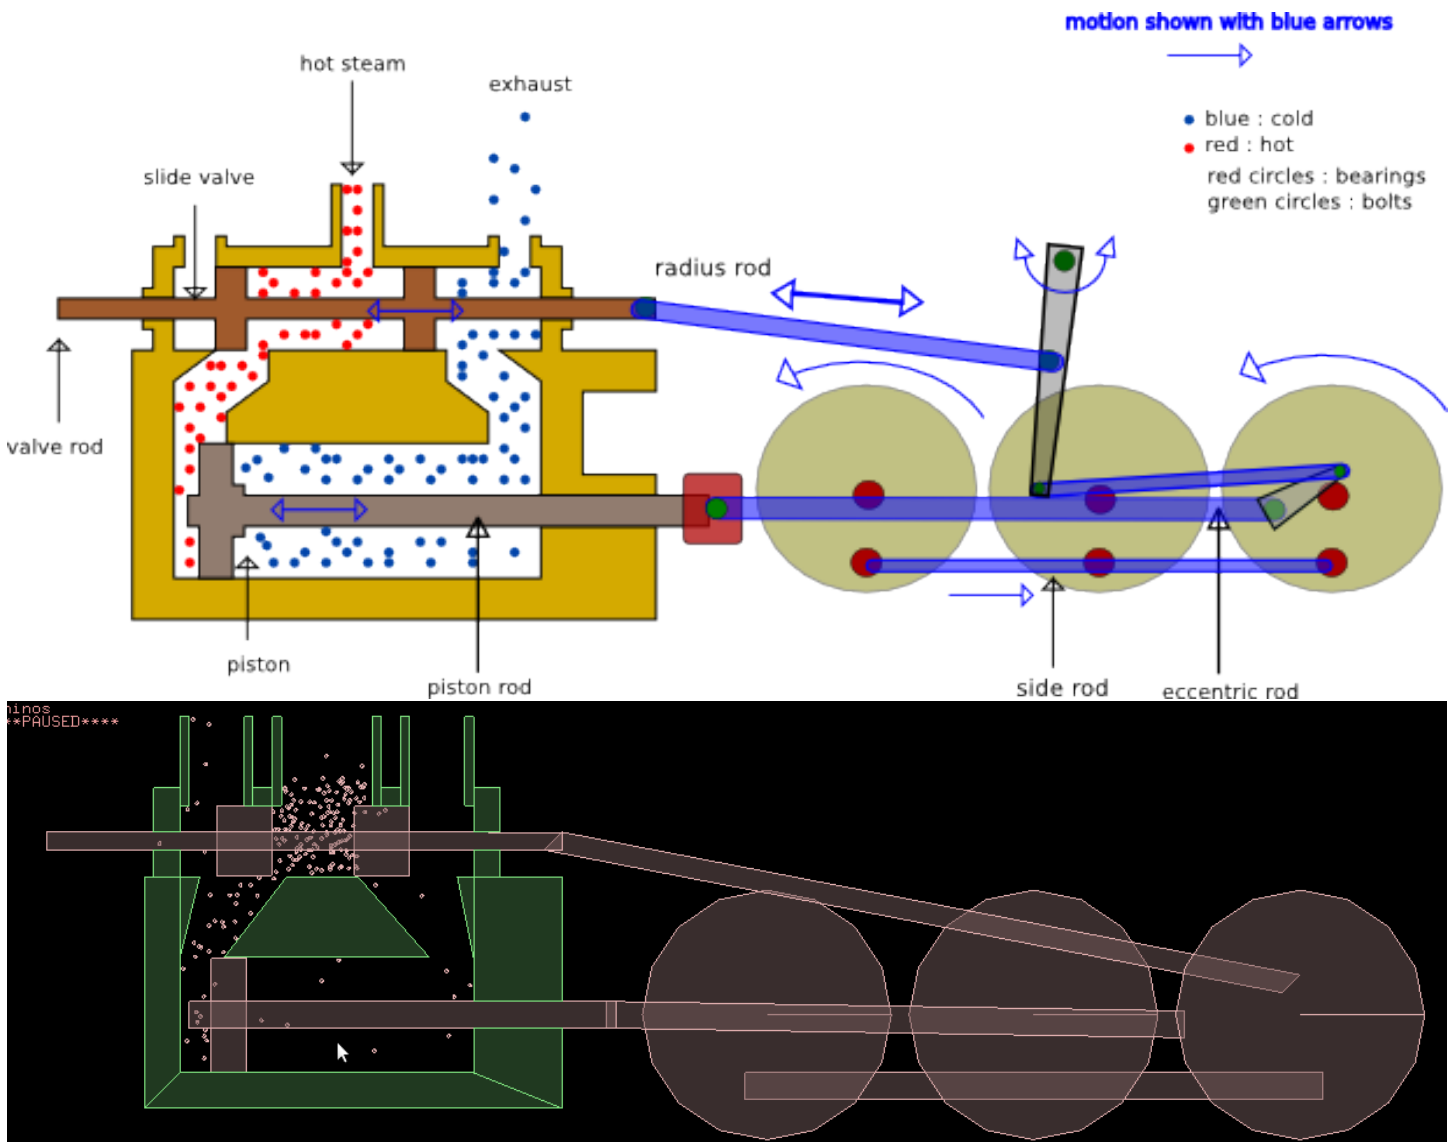 motion shown with blue arrows
hot steam
exhaust
blue : cold
red : hot
slide valve
red circles : bearings
green circles : bolts
radius rod
valve rod
piston
piston rod
side rod
eccentric rod
**PAUSED****